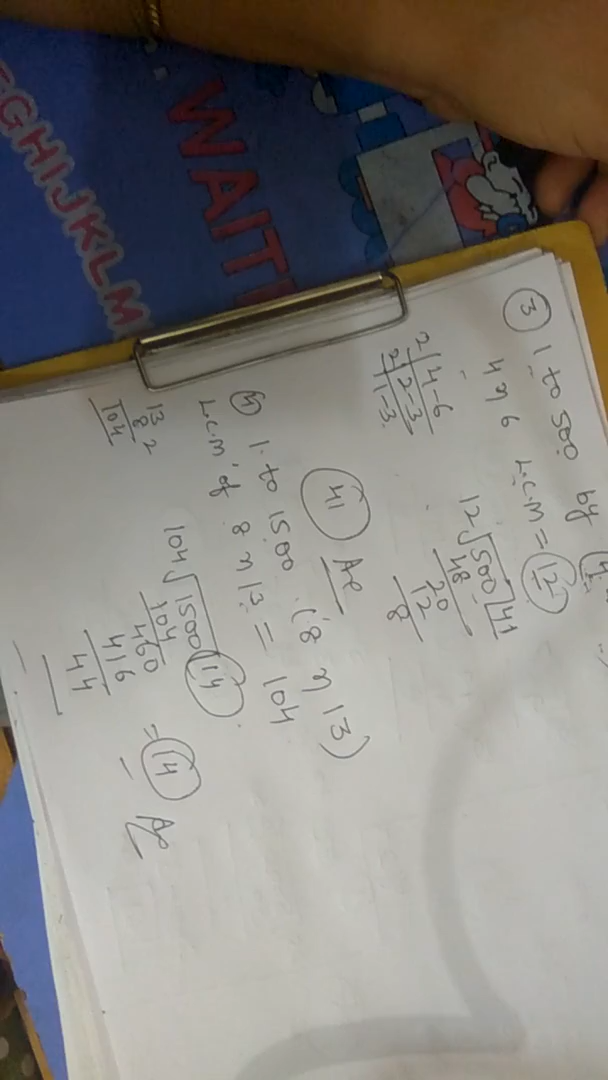 ③ 1 to 500 by (4
4 n 6 L.C.M = 12
2|4-6
2|2-3
1-3
12)500(41
48
20
12
8
41 Ae
④ 1 to 1500 (8 n 13)
L.C.M of 8 n 13 = 104
13
8 2
104
104)1500(14
104
460
416
44
= 14 Ae
WAIT
GHIJKLM